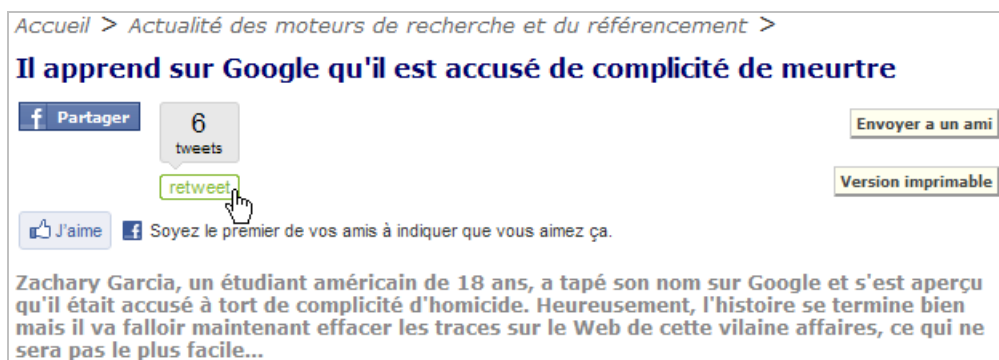 Accueil > Actualité des moteurs de recherche et du référencement >
Il apprend sur Google qu'il est accusé de complicité de meurtre
f Partager
6
tweets
retweet
Envoyer a un ami
Version imprimable
J'aime
f Soyez le premier de vos amis à indiquer que vous aimez ça.
Zachary Garcia, un étudiant américain de 18 ans, a tapé son nom sur Google et s'est aperçu
qu'il était accusé à tort de complicité d'homicide. Heureusement, l'histoire se termine bien
mais il va falloir maintenant effacer les traces sur le Web de cette vilaine affaires, ce qui ne
sera pas le plus facile...